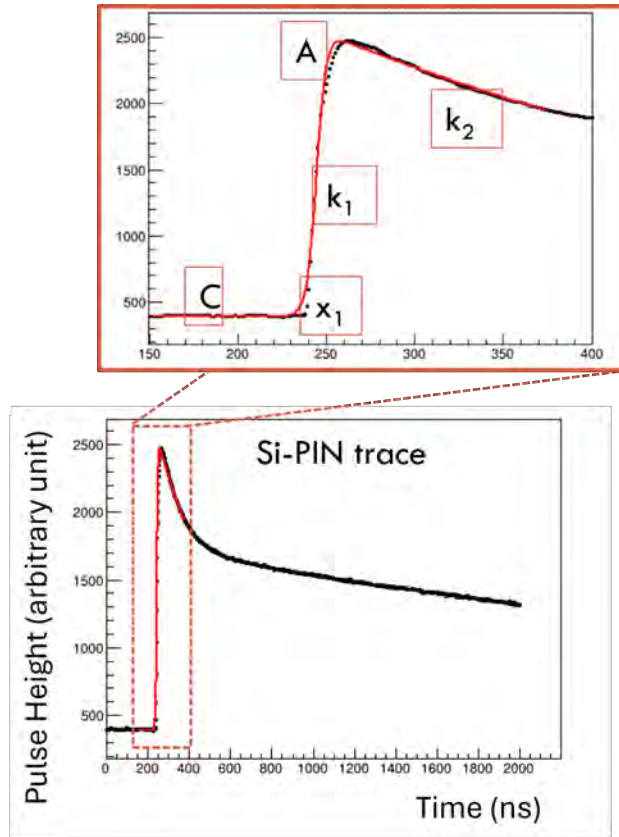 2500
2000
1500
1000
500
A
k₂
k₁
C
x₁
150 200 250 300 350 400
Si-PIN trace
Pulse Height (arbitrary unit)
2500
2000
1500
1000
500
0 200 400 600 800 1000 1200 1400 1600 1800 2000
Time (ns)